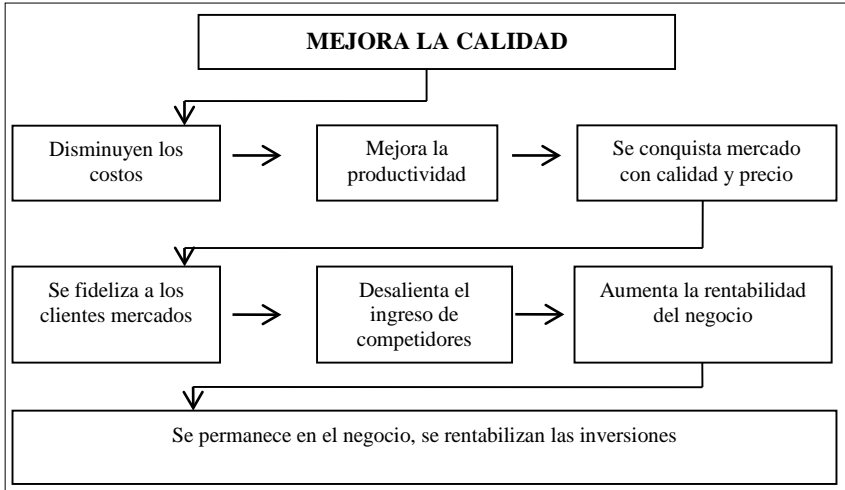 MEJORA LA CALIDAD
Disminuyen los
costos
Mejora la
productividad
Se conquista mercado
con calidad y precio
Se fideliza a los
clientes mercados
Desalienta el
ingreso de
competidores
Aumenta la rentabilidad
del negocio
Se permanece en el negocio, se rentabilizan las inversiones